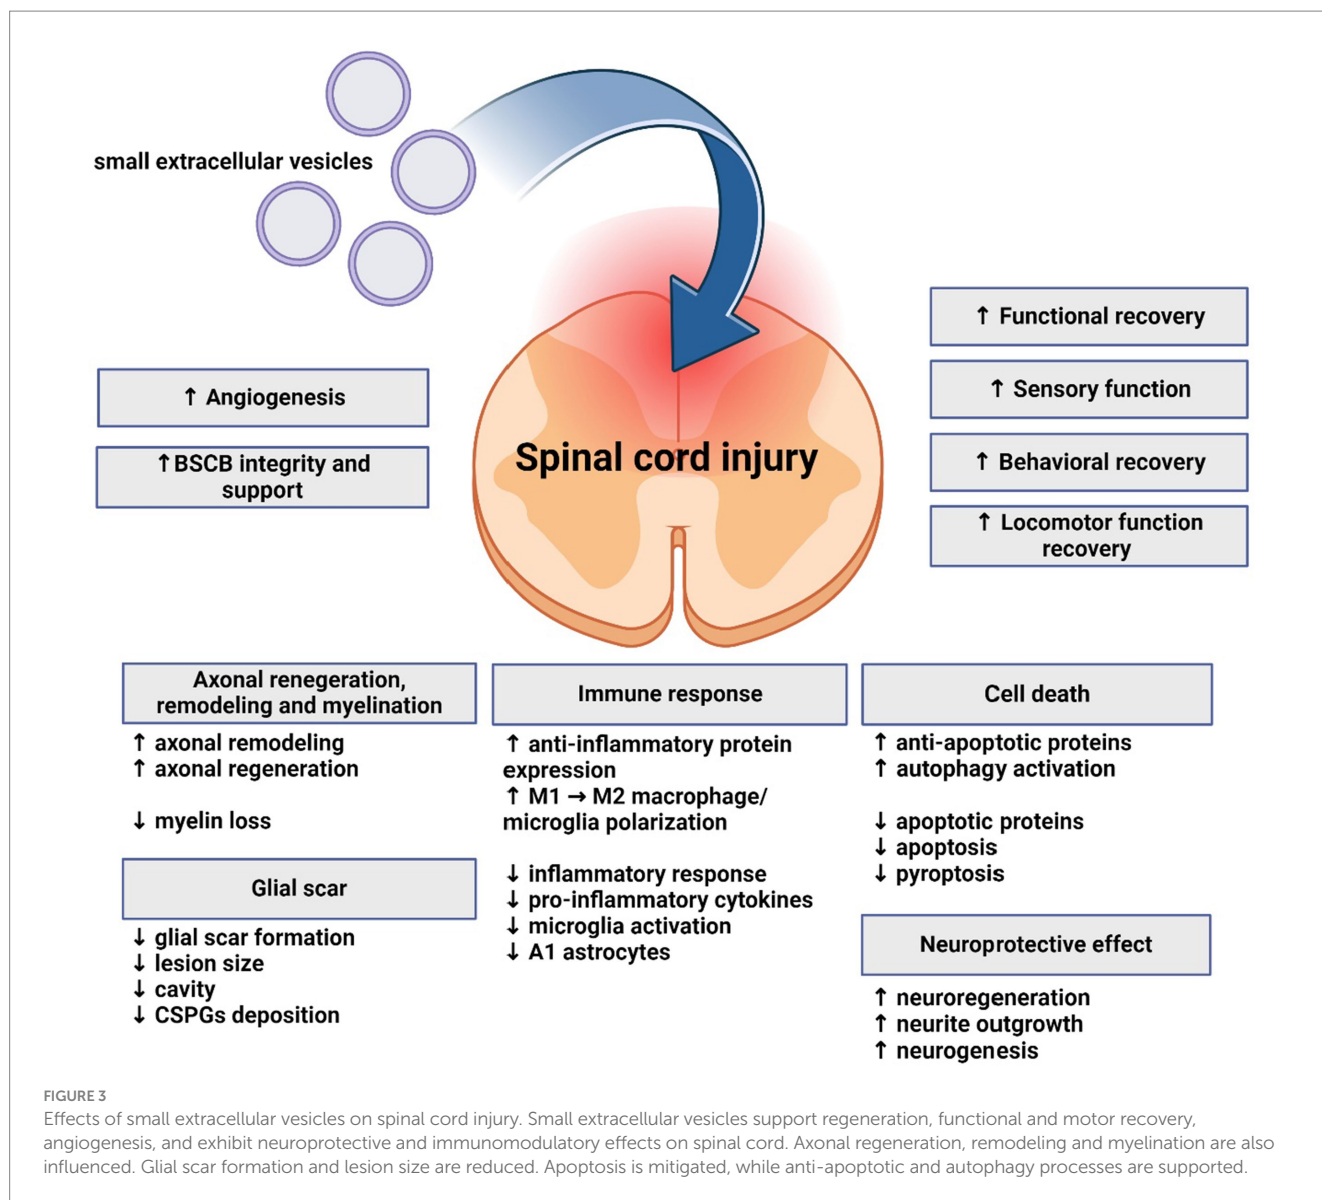 small extracellular vesicles
↑ Angiogenesis
↑BSCB integrity and
support
Spinal cord injury
↑ Functional recovery
↑ Sensory function
↑ Behavioral recovery
↑ Locomotor function
recovery
Axonal renegeration,
remodeling and myelination
↑ axonal remodeling
↑ axonal regeneration
↓ myelin loss
Glial scar
↓ glial scar formation
↓ lesion size
↓ cavity
↓ CSPGs deposition
Immune response
↑ anti-inflammatory protein
expression
↑ M1 → M2 macrophage/
microglia polarization
↓ inflammatory response
↓ pro-inflammatory cytokines
↓ microglia activation
↓ A1 astrocytes
Cell death
↑ anti-apoptotic proteins
↑ autophagy activation
↓ apoptotic proteins
↓ apoptosis
↓ pyroptosis
Neuroprotective effect
↑ neuroregeneration
↑ neurite outgrowth
↑ neurogenesis
FIGURE 3
Effects of small extracellular vesicles on spinal cord injury. Small extracellular vesicles support regeneration, functional and motor recovery,
angiogenesis, and exhibit neuroprotective and immunomodulatory effects on spinal cord. Axonal regeneration, remodeling and myelination are also
influenced. Glial scar formation and lesion size are reduced. Apoptosis is mitigated, while anti-apoptotic and autophagy processes are supported.